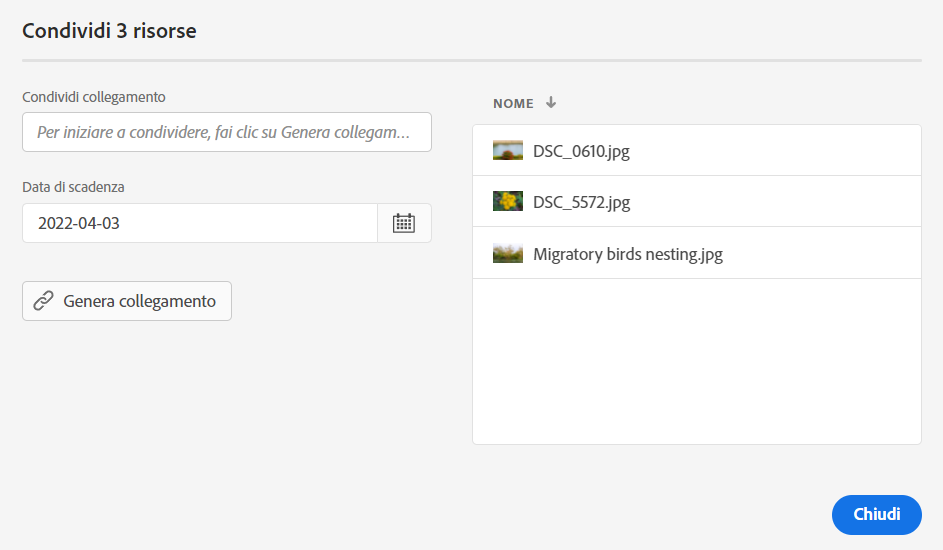 Condividi 3 risorse
Condividi collegamento
Per iniziare a condividere, fai clic su Genera collegam...
Data di scadenza
2022-04-03
Genera collegamento
NOME
DSC_0610.jpg
DSC_5572.jpg
Migratory birds nesting.jpg
Chiudi